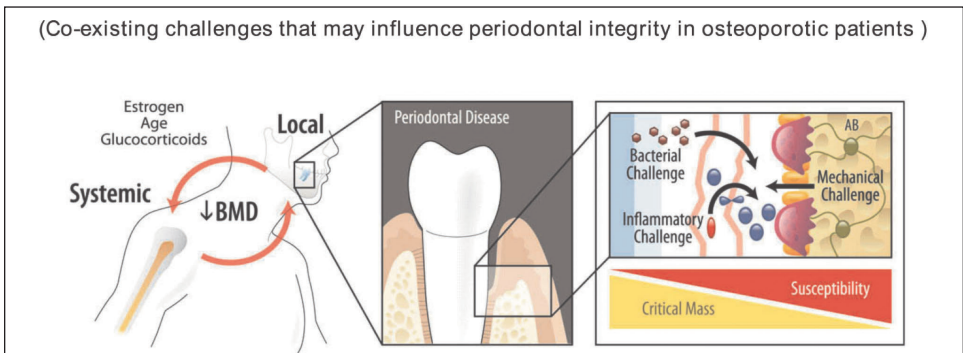 (Co-existing challenges that may influence periodontal integrity in osteoporotic patients )
Estrogen
Age
Glucocorticoids
Local
Systemic
↓BMD
Periodontal Disease
Bacterial
Challenge
AB
Mechanical
Challenge
Inflammatory
Challenge
Susceptibility
Critical Mass